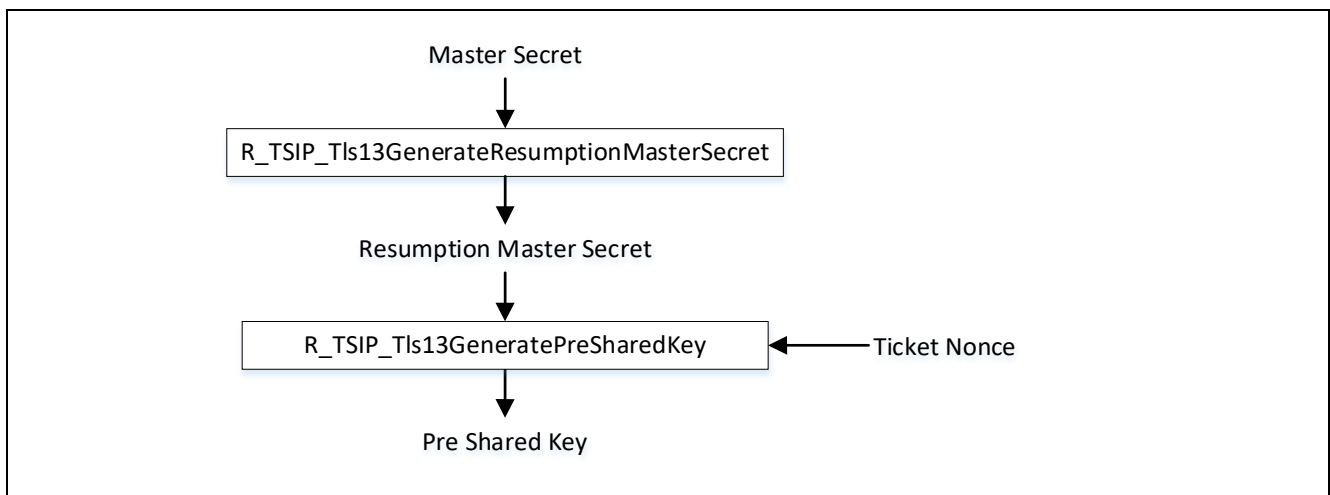 Master Secret
R_TSIP_Tls13GenerateResumptionMasterSecret
Resumption Master Secret
R_TSIP_Tls13GeneratePreSharedKey
Ticket Nonce
Pre Shared Key